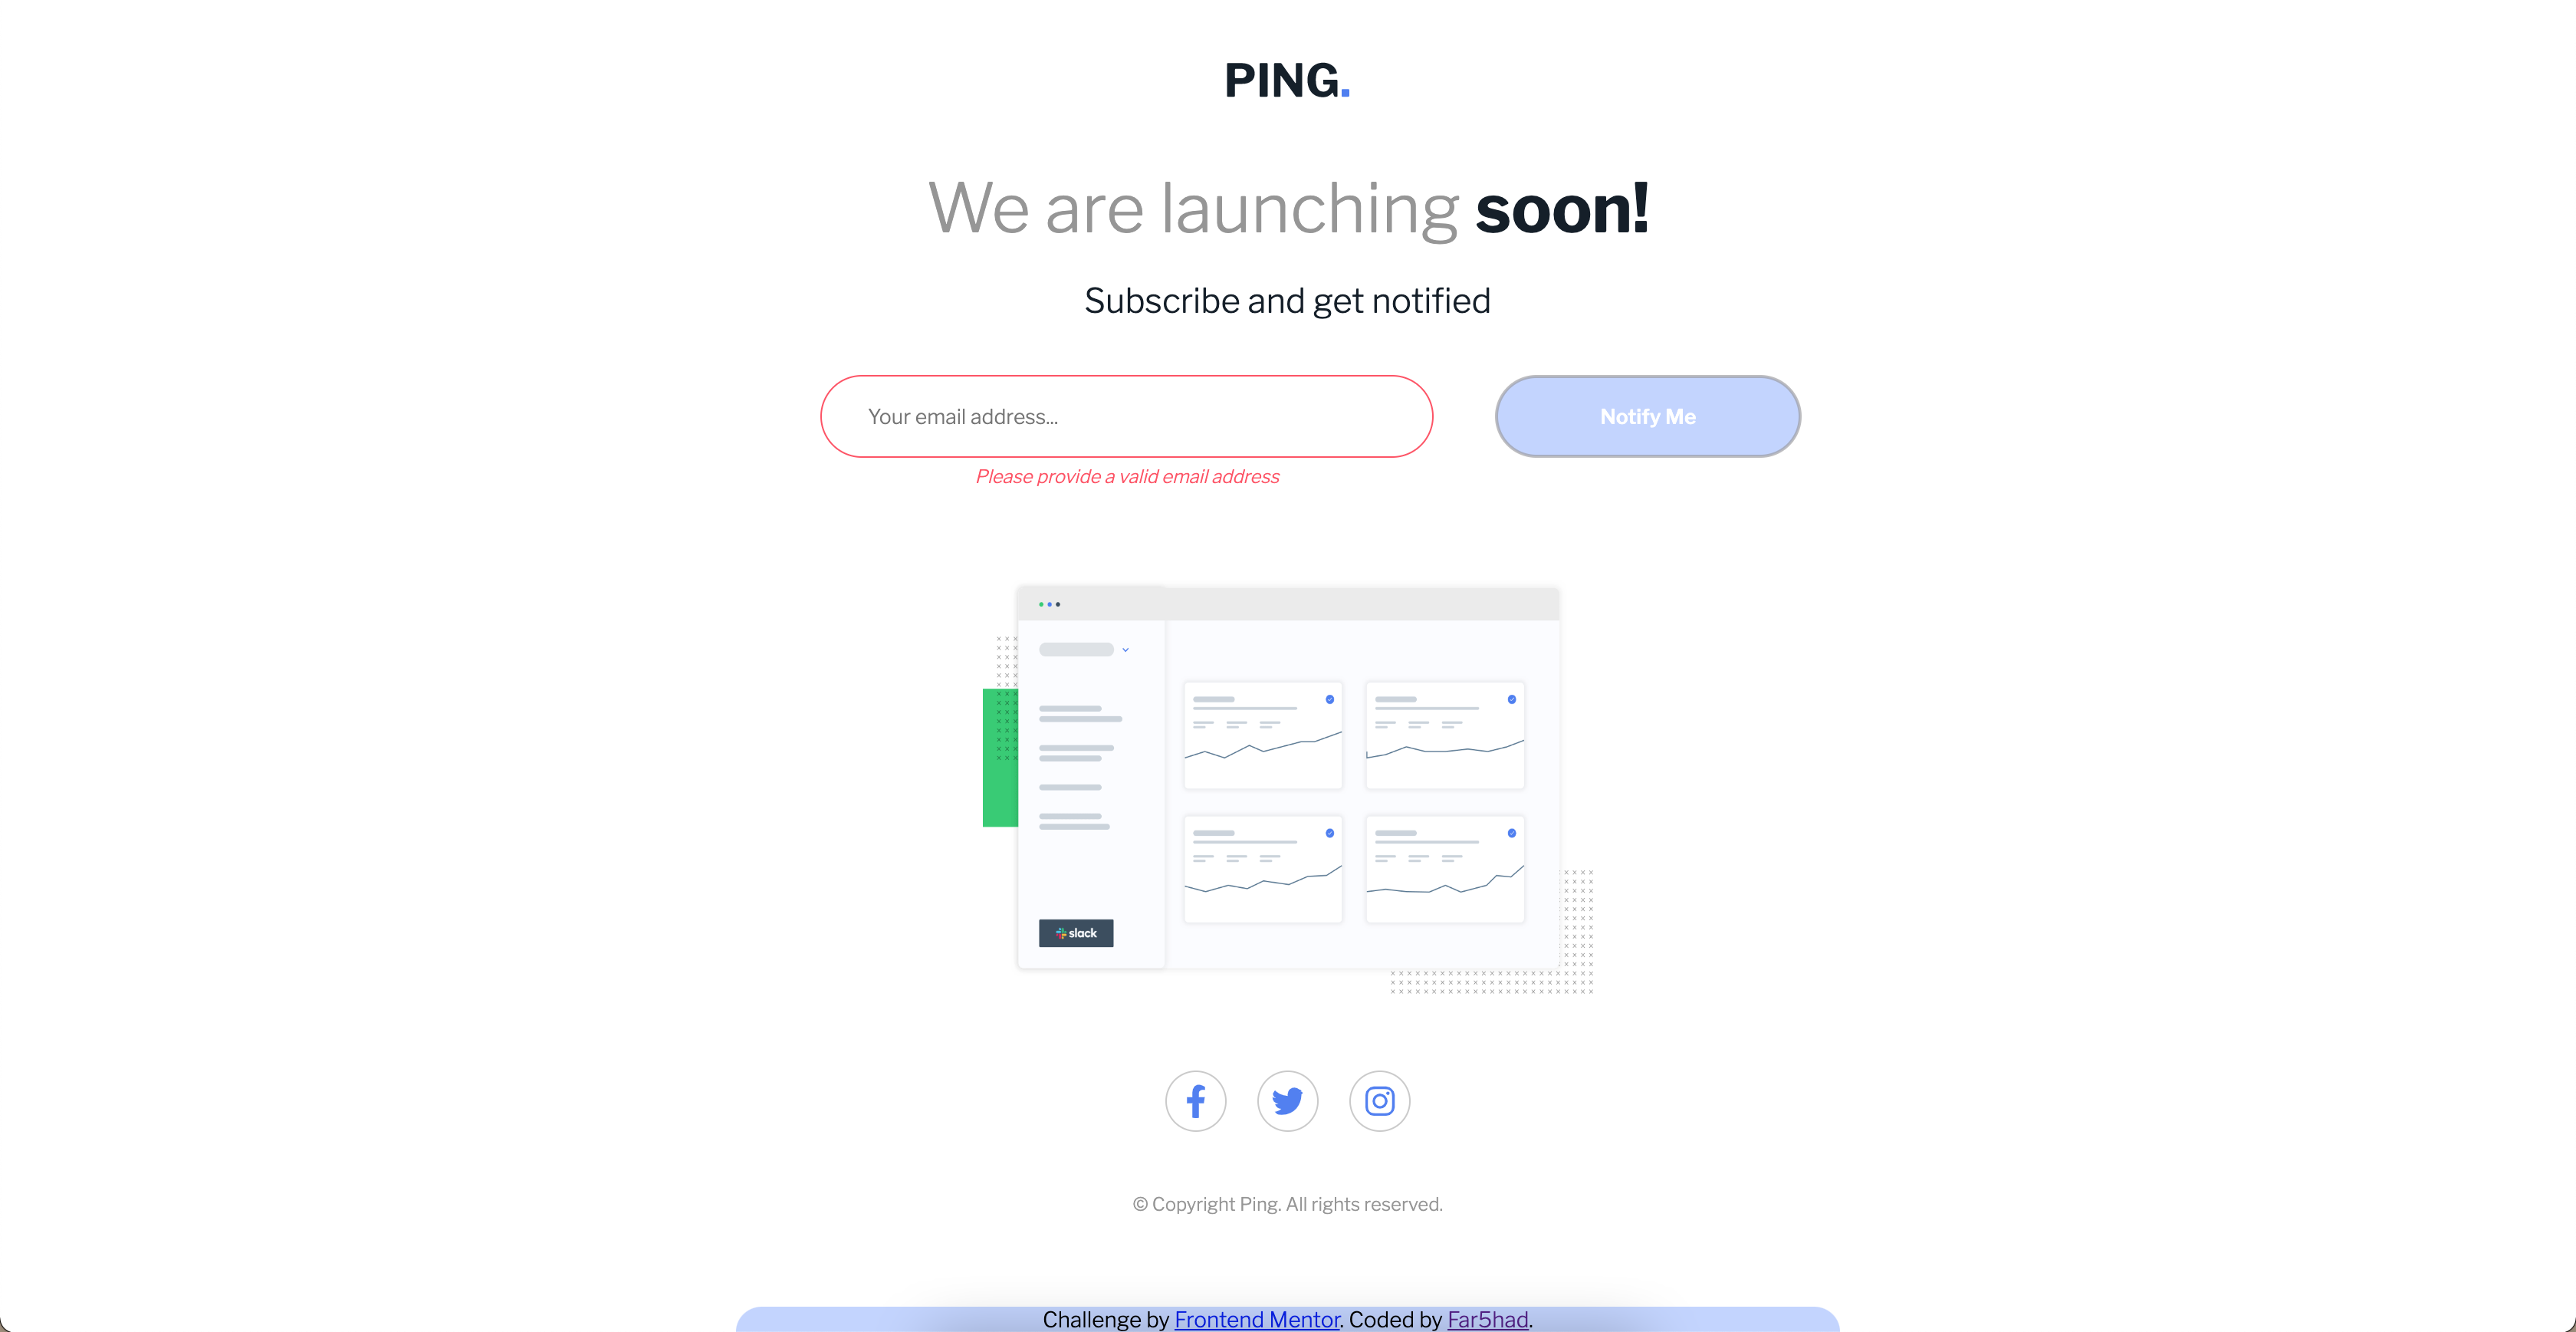 PING.
We are launching soon!
Subscribe and get notified
Your email address...
Notify Me
Please provide a valid email address
slack
© Copyright Ping. All rights reserved.
Challenge by Frontend Mentor. Coded by Far5had.